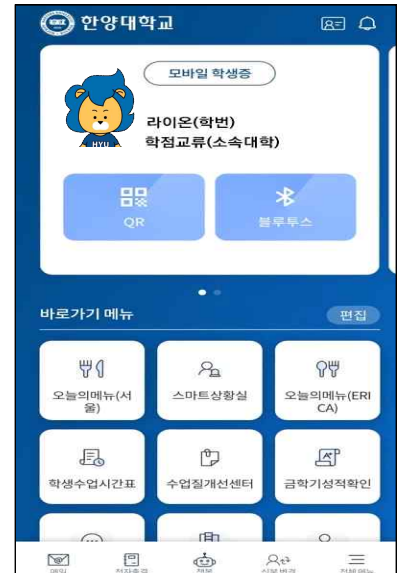 한양대학교
모바일 학생증
라이온(학번)
학점교류(소속대학)
HYU
QR
블루투스
바로가기 메뉴
편집
오늘의메뉴(서
울)
스마트상황실
오늘의메뉴(ERI
CA)
학생수업시간표
수업질개선센터
금학기성적확인